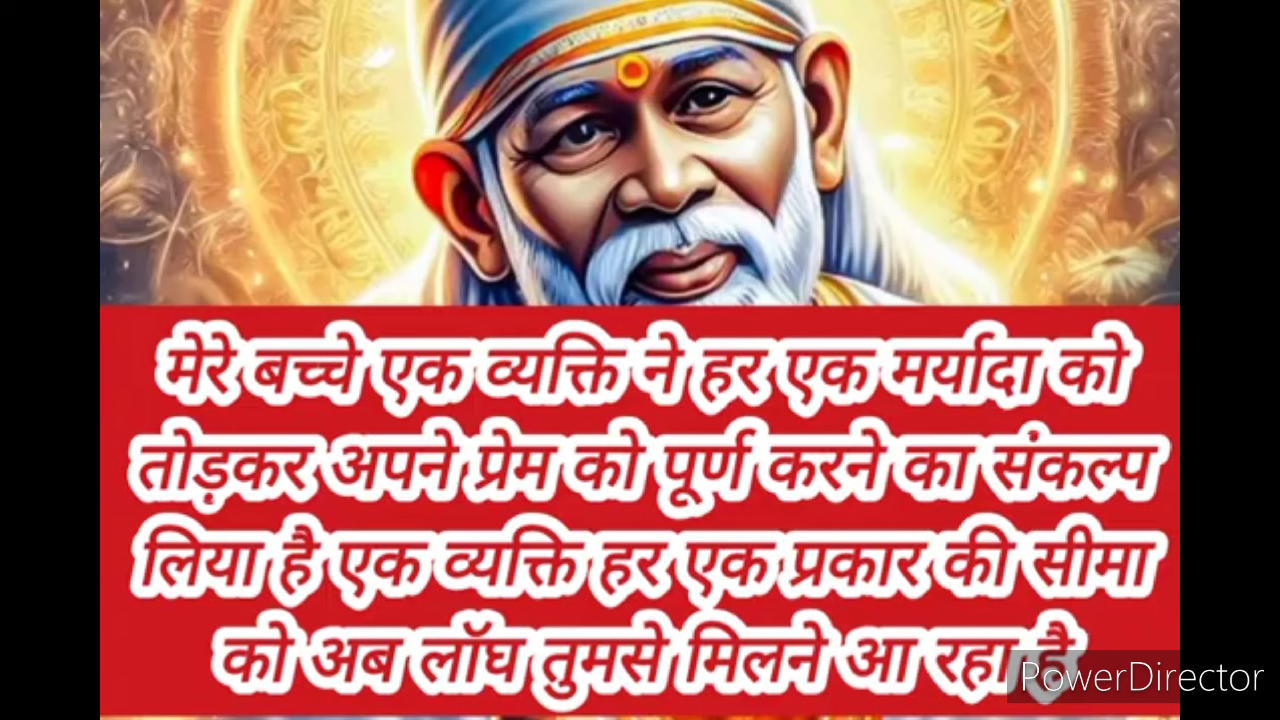 मेरे बच्चे एक व्यक्ति ने हर एक मर्यादा को
तोड़कर अपने प्रेम को पूर्ण करने का संकल्प
लिया है एक व्यक्ति हर एक प्रकार की सीमा
को अब लॉघ तुमसे मिलने आ रहा है
PowerDirector